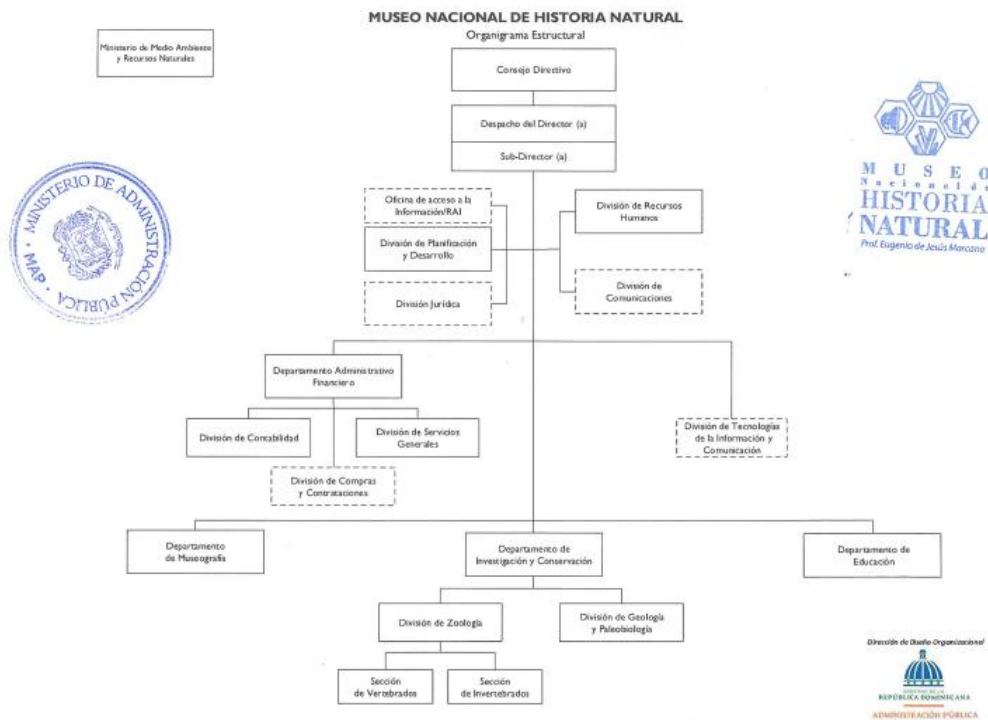 MUSEO NACIONAL DE HISTORIA NATURAL
Organigrama Estructural
Ministerio de Medio Ambiente
y Recursos Naturales
Consejo Directivo
Despacho del Director (a)
Sub-Director (a)
MINISTERIO DE ADMINISTRACIÓN PÚBLICA
• MAP •
MUSEO
Nacional de
HISTORIA
NATURAL
Prof. Eugenio de Jesús Marcano
Oficina de acceso a la
Información/RAI
División de Recursos
Humanos
División de Planificación
y Desarrollo
División Jurídica
División de
Comunicaciones
Departamento Administrativo
Financiero
División de Contabilidad
División de Servicios
Generales
División de Tecnologías
de la Información y
Comunicación
División de Compras
y Contrataciones
Departamento
de Museografía
Departamento de
Investigación y Conservación
Departamento de
Educación
División de Zoología
División de Geología
y Paleobiología
Sección
de Vertebrados
Sección
de Invertebrados
Dirección de Diseño Organizacional
GOBIERNO DE LA
REPÚBLICA DOMINICANA
ADMINISTRACIÓN PÚBLICA